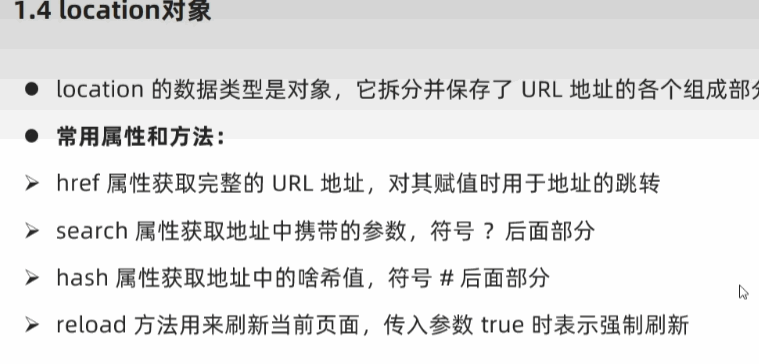 1.4 location对象
● location 的数据类型是对象，它拆分并保存了 URL 地址的各个组成部分
● 常用属性和方法：
➢ href 属性获取完整的 URL 地址，对其赋值时用于地址的跳转
➢ search 属性获取地址中携带的参数，符号 ？后面部分
➢ hash 属性获取地址中的啥希值，符号 # 后面部分
➢ reload 方法用来刷新当前页面，传入参数 true 时表示强制刷新